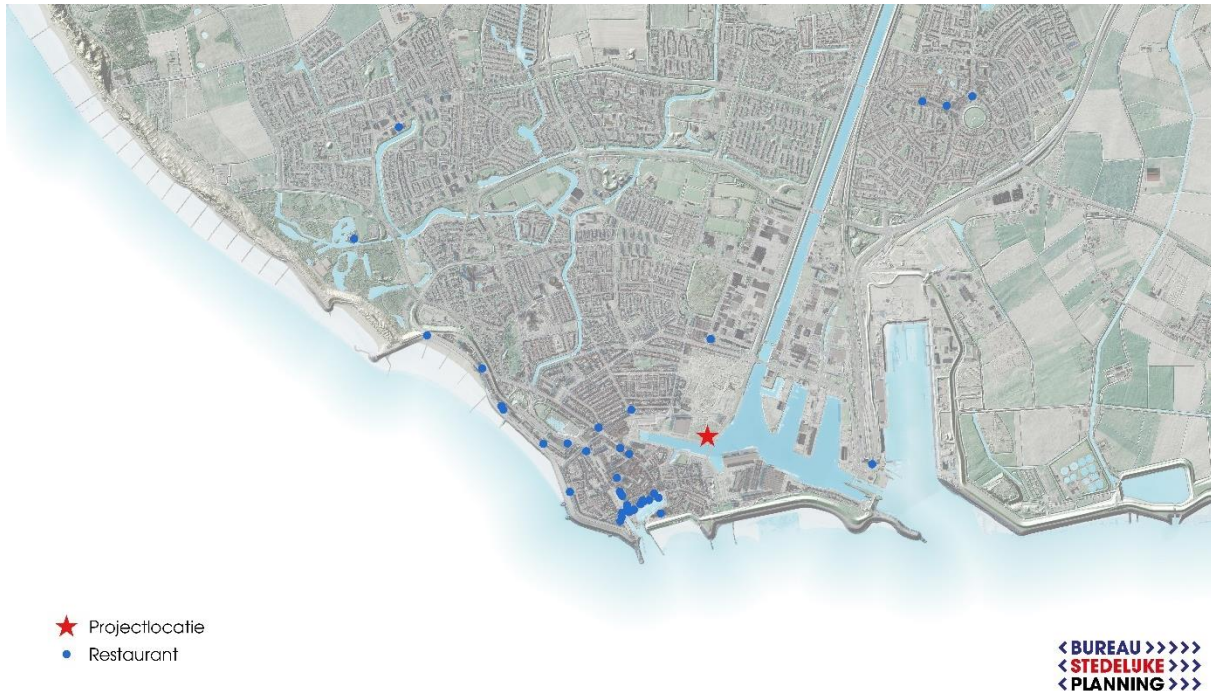 Projectlocatie
Restaurant
<BUREAU>>>>>
<STEDELIJKE>>>
<PLANNING>>>